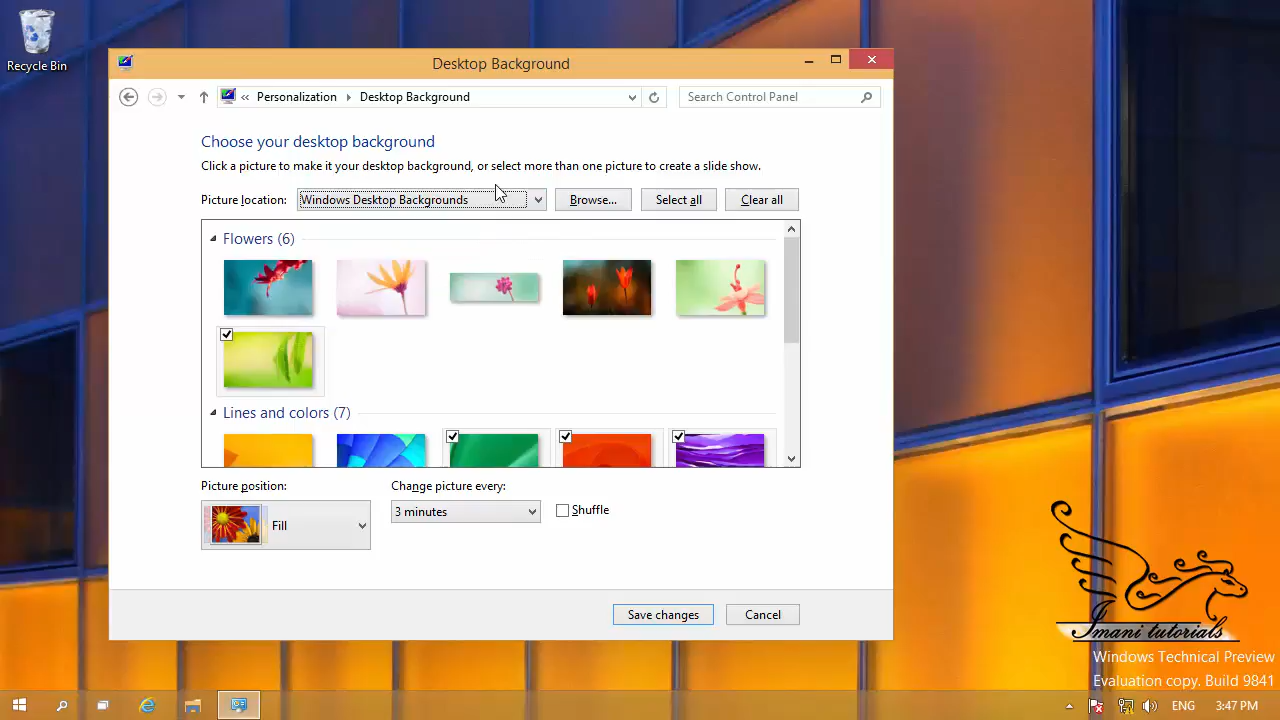 Recycle Bin
Desktop Background
Personalization
Desktop Background
Search Control Panel
Choose your desktop background
Click a picture to make it your desktop background, or select more than one picture to create a slide show.
Picture location:
Windows Desktop Backgrounds
Browse...
Select all
Clear all
Flowers (6)
Lines and colors (7)
Picture position:
Change picture every:
Fill
3 minutes
Shuffle
Save changes
Cancel
Imani tutorials
Windows Technical Preview
Evaluation copy. Build 9841
ENG
3:47 PM